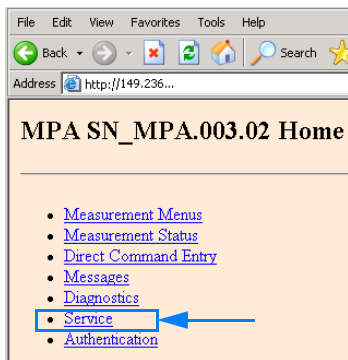 File Edit View Favorites Tools Help
Back Search
Address http://149.236...
MPA SN_MPA.003.02 Home
Measurement Menus
Measurement Status
Direct Command Entry
Messages
Diagnostics
Service
Authentication